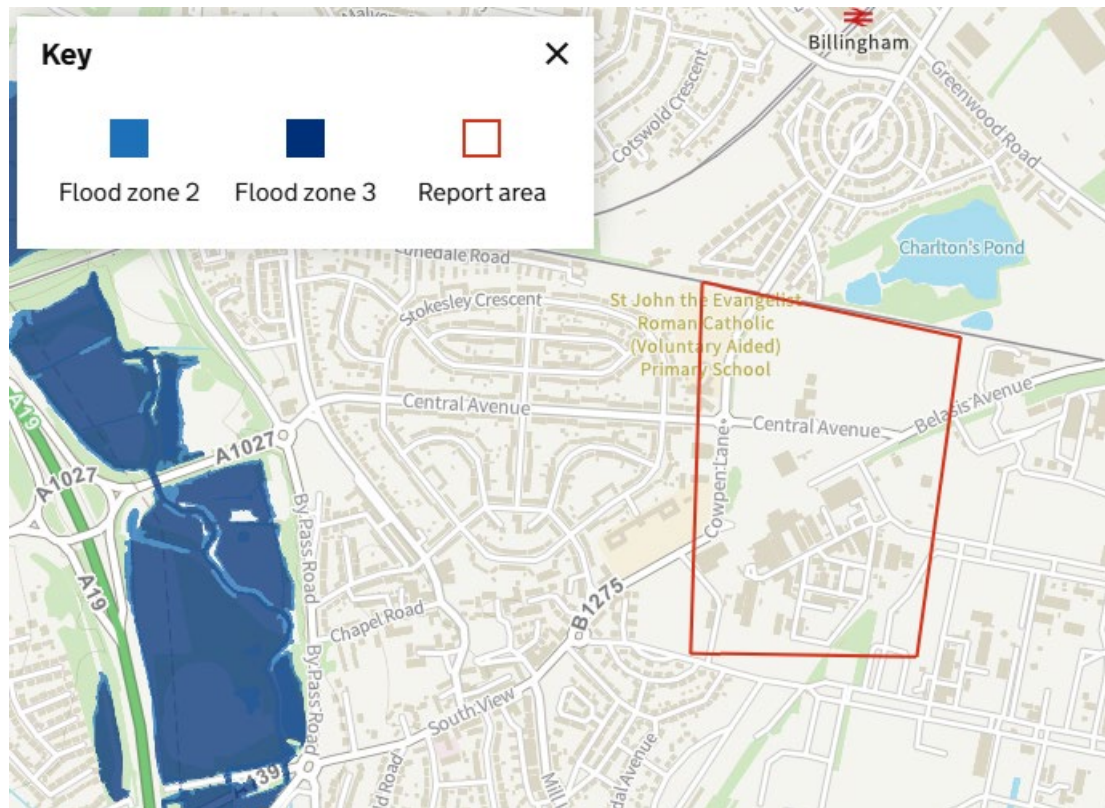 Key
Flood zone 2
Flood zone 3
Report area
Billingham
Greenwood Road
Cotswold Crescent
Charlton's Pond
Stokesley Crescent
St John the Evangelist
Roman Catholic
(Voluntary Aided)
Primary School
Central Avenue
Central Avenue
Belasis Avenue
Cowpen Lane
A19
A1027
A1027
A19
By Pass Road
By Pass Road
Chapel Road
B1275
South View